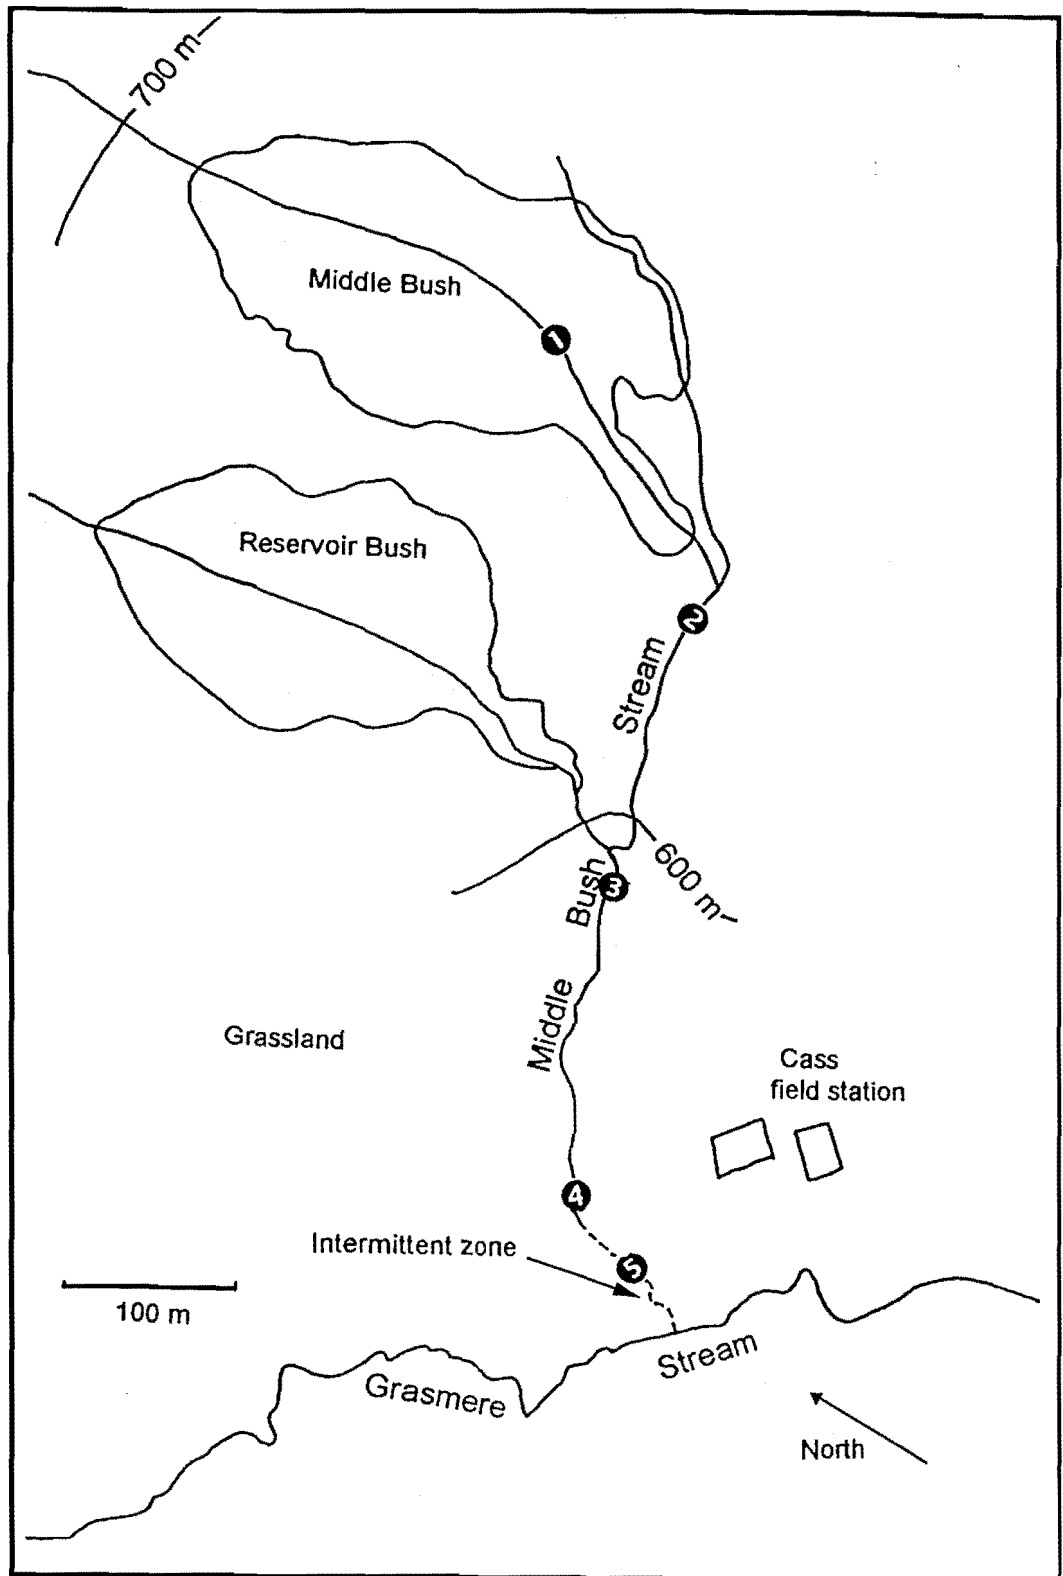 700 m
Middle Bush
1
Reservoir Bush
2
Middle Bush Stream
600 m
3
Grassland
Cass
field station
4
Intermittent zone
5
100 m
Grasmere Stream
North